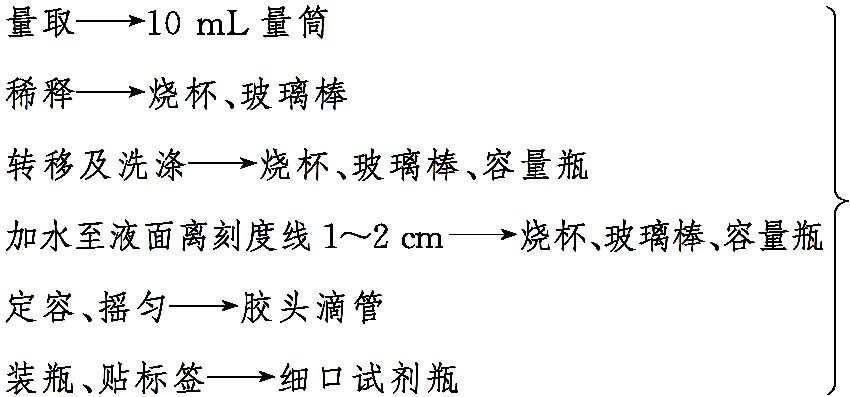 量取→10 mL 量筒
稀释→烧杯、玻璃棒
转移及洗涤→烧杯、玻璃棒、容量瓶
加水至液面离刻度线 1～2 cm→烧杯、玻璃棒、容量瓶
定容、摇匀→胶头滴管
装瓶、贴标签→细口试剂瓶